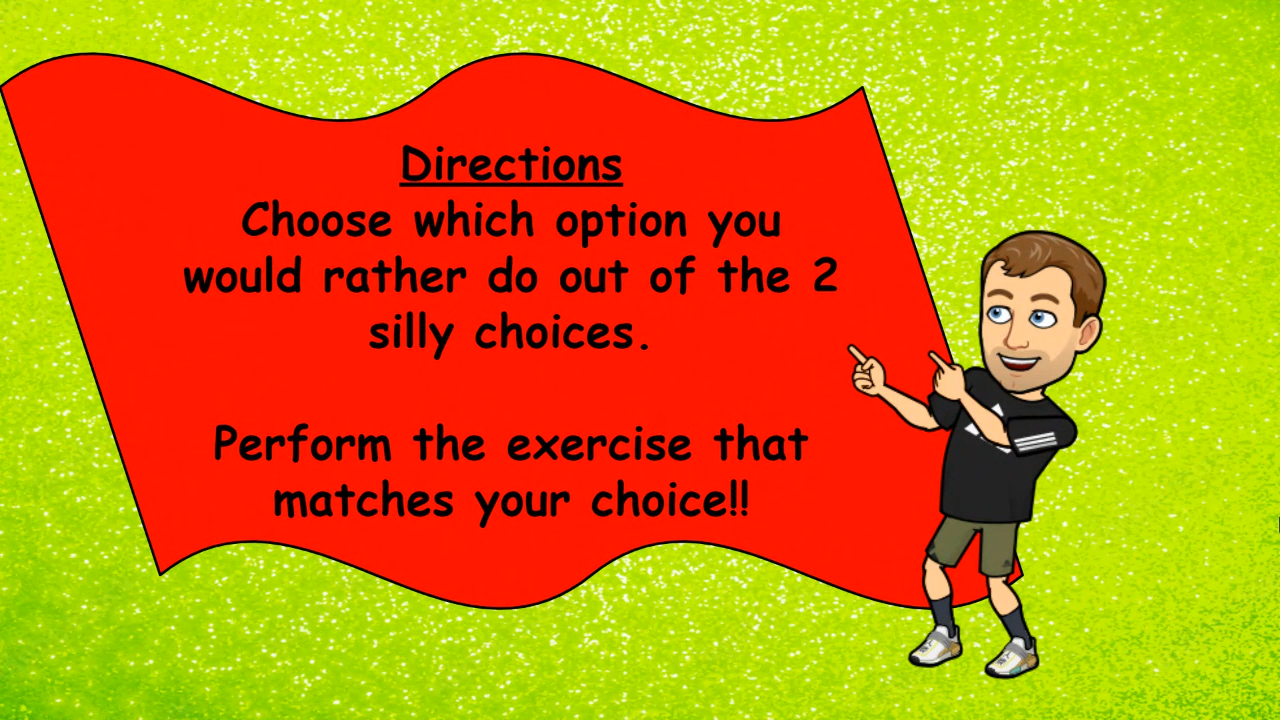 Directions
Choose which option you
would rather do out of the 2
silly choices.
Perform the exercise that
matches your choice!!